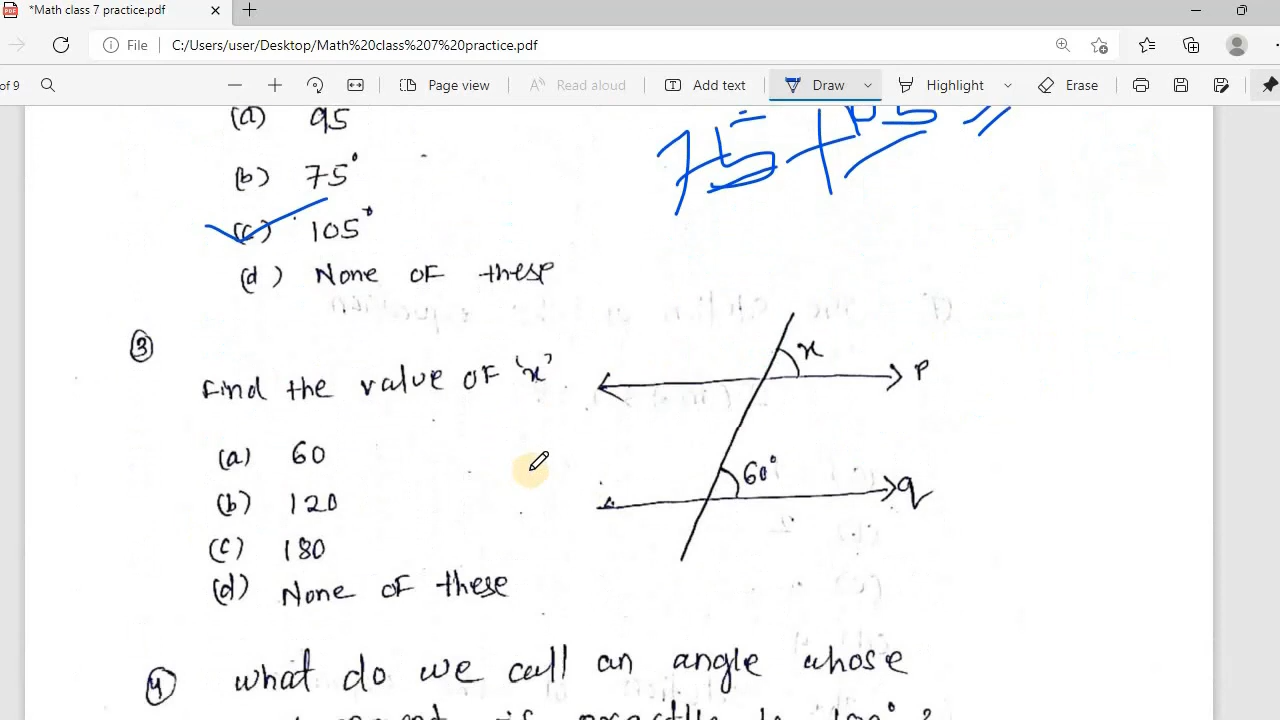 *Math class 7 practice.pdf
File C:/Users/user/Desktop/Math%20class%207%20practice.pdf
of 9 Page view Read aloud Add text Draw Highlight Erase
(a) 95
(b) 75°
(c) 105°
(d) None OF these
75 +
③
Find the value of 'x'.
x
P
(a) 60
60°
q
(b) 120
(c) 180
(d) None of these
④ what do we call an angle whose
is exactly